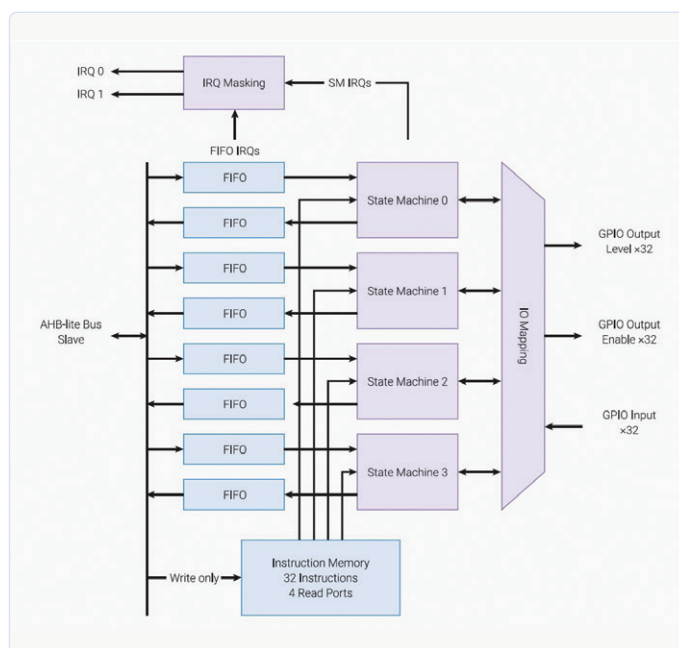 IRQ 0
IRQ 1
IRQ Masking
SM IRQs
FIFO IRQs
FIFO
FIFO
State Machine 0
FIFO
FIFO
State Machine 1
FIFO
FIFO
State Machine 2
FIFO
FIFO
State Machine 3
AHB-lite Bus
Slave
IO Mapping
GPIO Output
Level ×32
GPIO Output
Enable ×32
GPIO Input
×32
Write only
Instruction Memory
32 Instructions
4 Read Ports